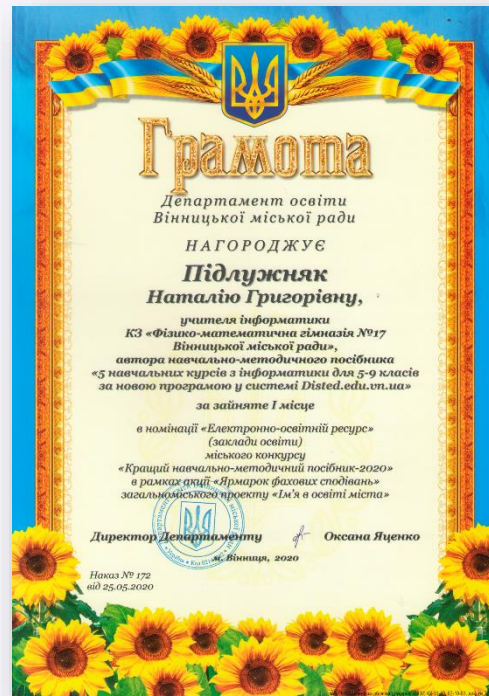 Грамота
Департамент освіти
Вінницької міської ради
НАГОРОДЖУЄ
Підлужняк
Наталію Григорівну,
учителя інформатики
КЗ «Фізико-математична гімназія №17
Вінницької міської ради»,
автора навчально-методичного посібника
«5 навчальних курсів з інформатики для 5-9 класів
за новою програмою у системі Disted.edu.vn.ua»
за зайняте I місце
в номінації «Електронно-освітній ресурс»
(заклади освіти)
міського конкурсу
«Кращий навчально-методичний посібник-2020»
в рамках акції «Ярмарок фахових сподівань»
загальноміського проекту «Ім'я в освіті міста»
Директор Департаменту Оксана Яценко
м. Вінниця, 2020
Наказ № 172
від 25.05.2020